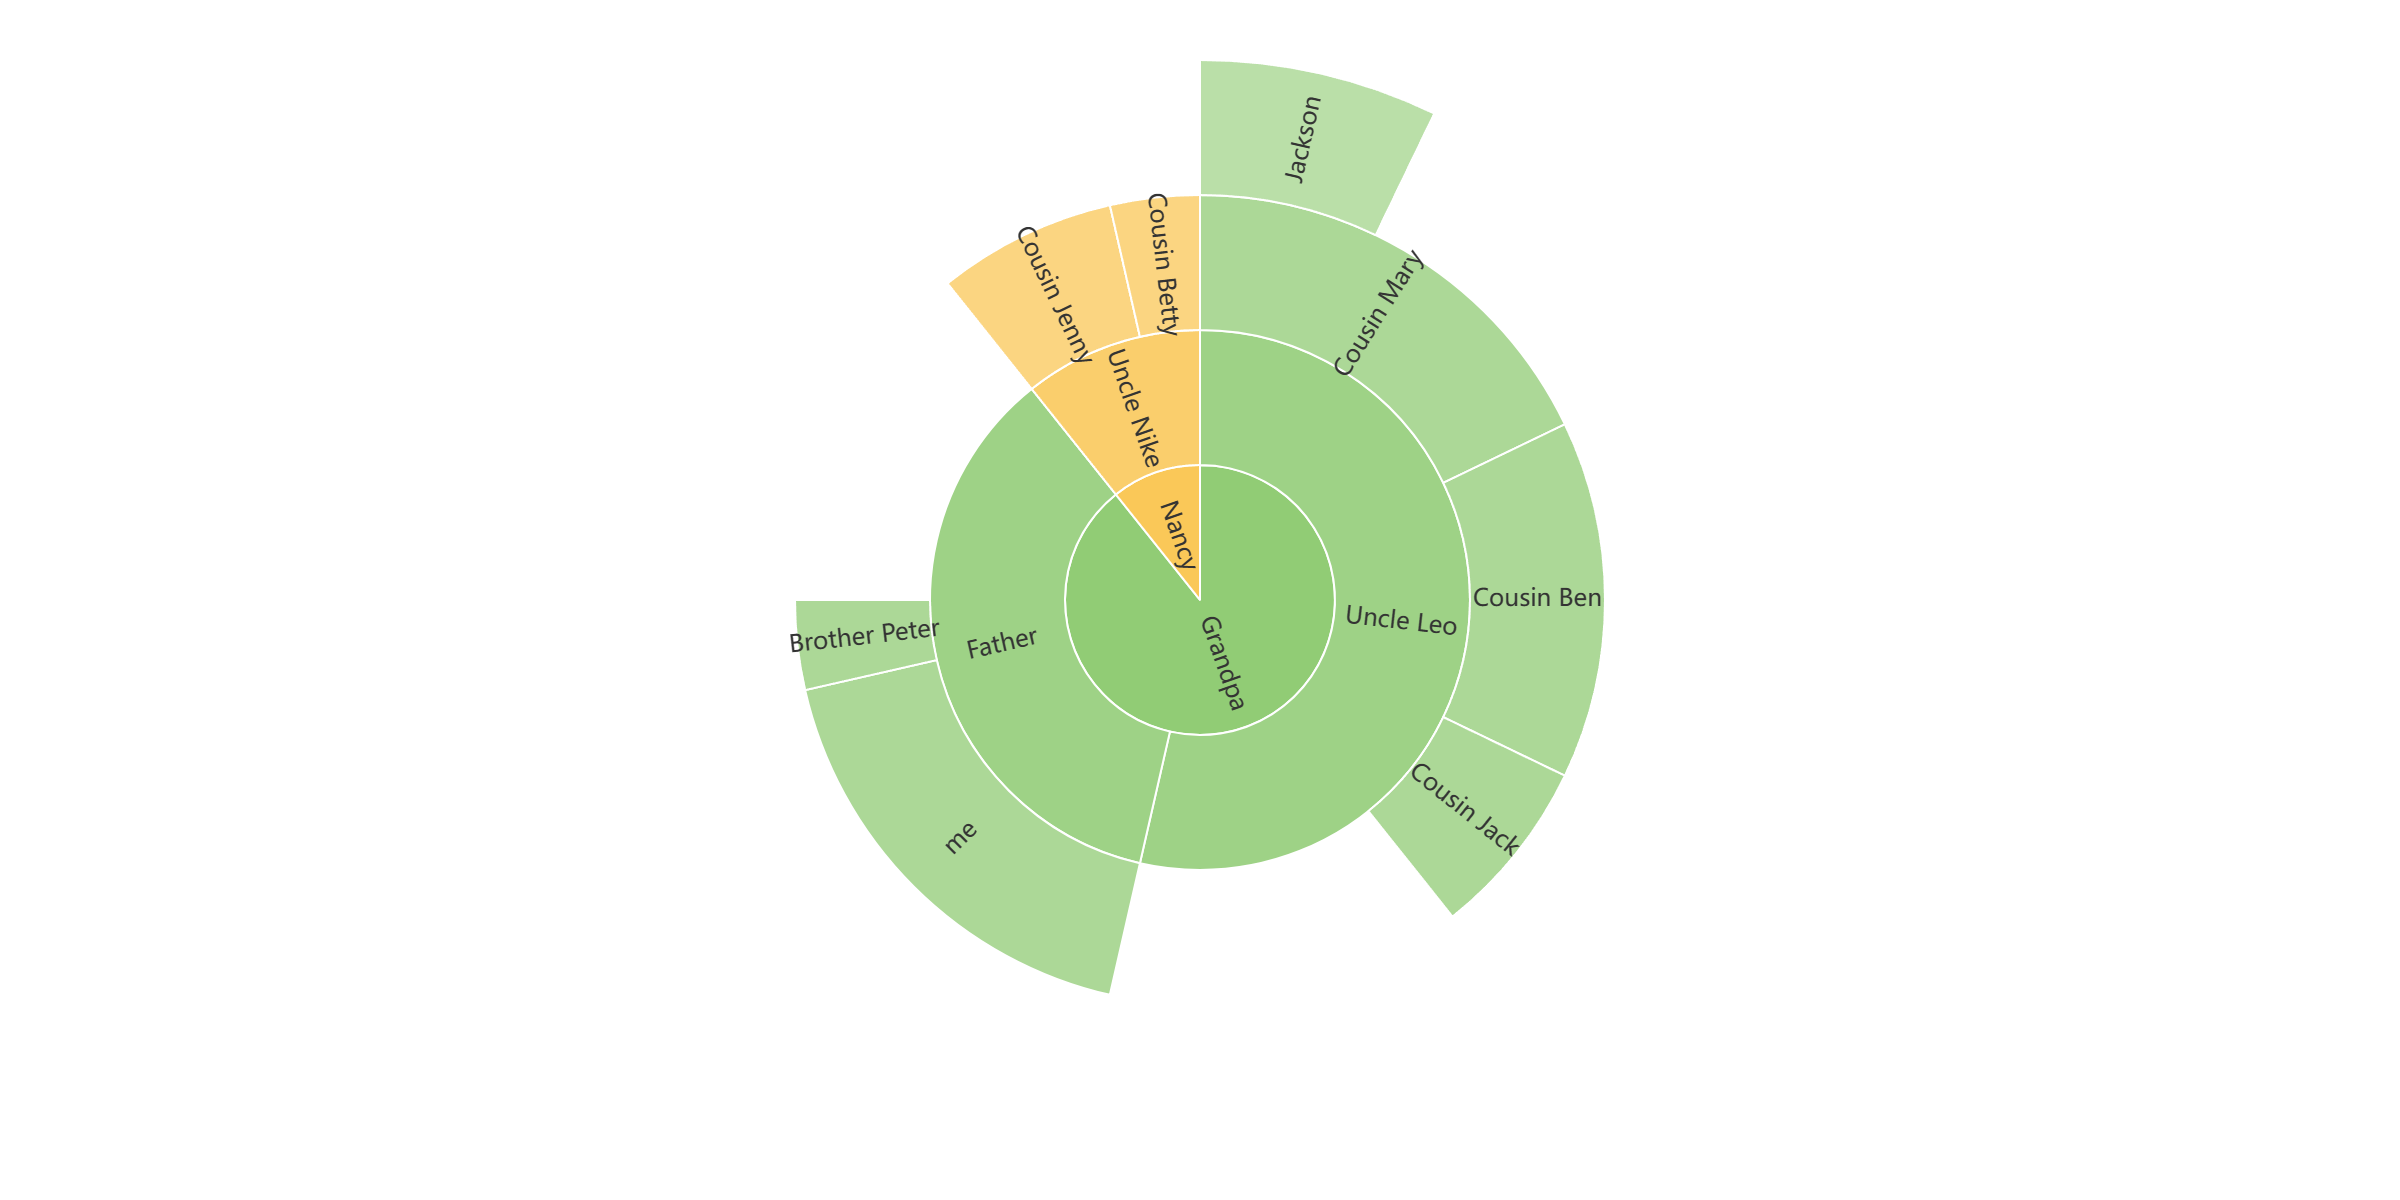 Jackson
Cousin Betty
Cousin Jenny
Cousin Mary
Uncle Nike
Nancy
Cousin Ben
Uncle Leo
Brother Peter
Father
Grandpa
Cousin Jack
me